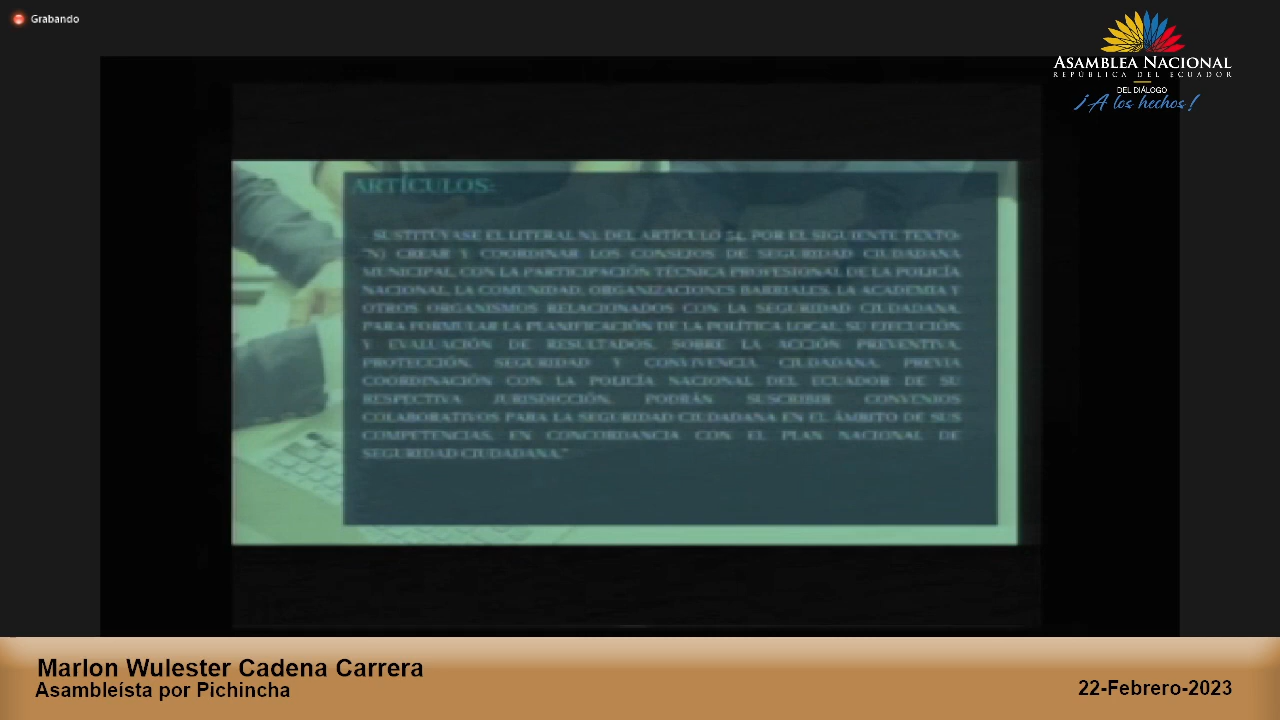 Grabando
ASAMBLEA NACIONAL
REPÚBLICA DEL ECUADOR
DEL DIÁLOGO
¡A los hechos!
ARTÍCULOS:
SUSTITÚYASE EL LITERAL N), DEL ARTÍCULO 54, POR EL SIGUIENTE TEXTO:
"N) CREAR Y COORDINAR LOS CONSEJOS DE SEGURIDAD CIUDADANA
MUNICIPAL, CON LA PARTICIPACIÓN TÉCNICA PROFESIONAL DE LA POLICÍA
NACIONAL, LA COMUNIDAD, ORGANIZACIONES BARRIALES, LA ACADEMIA Y
OTROS ORGANISMOS RELACIONADOS CON LA SEGURIDAD CIUDADANA,
PARA FORMULAR LA PLANIFICACIÓN DE LA POLÍTICA LOCAL, SU EJECUCIÓN
Y EVALUACIÓN DE RESULTADOS, SOBRE LA ACCIÓN PREVENTIVA,
PROTECCIÓN, SEGURIDAD Y CONVIVENCIA CIUDADANA, PREVIA
COORDINACIÓN CON LA POLICÍA NACIONAL DEL ECUADOR DE SU
RESPECTIVA JURISDICCIÓN, PODRÁN SUSCRIBIR CONVENIOS
COLABORATIVOS PARA LA SEGURIDAD CIUDADANA EN EL ÁMBITO DE SUS
COMPETENCIAS, EN CONCORDANCIA CON EL PLAN NACIONAL DE
SEGURIDAD CIUDADANA."
Marlon Wulester Cadena Carrera
Asambleísta por Pichincha
22-Febrero-2023